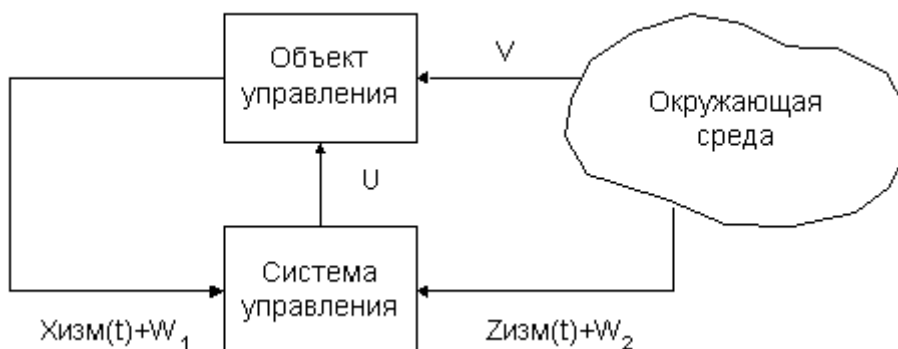 Объект
управления
V
Окружающая
среда
U
Система
управления
Xизм(t)+W₁
Zизм(t)+W₂